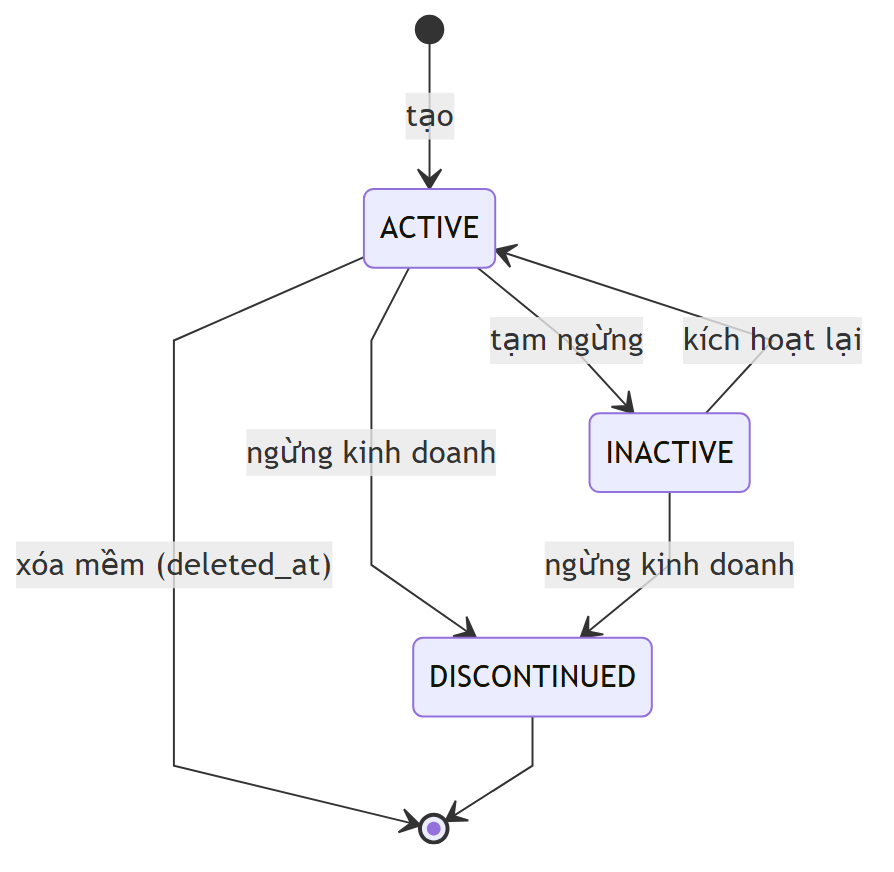 tạo
ACTIVE
tạm ngừng
kích hoạt lại
ngừng kinh doanh
INACTIVE
xóa mềm (deleted_at)
ngừng kinh doanh
DISCONTINUED